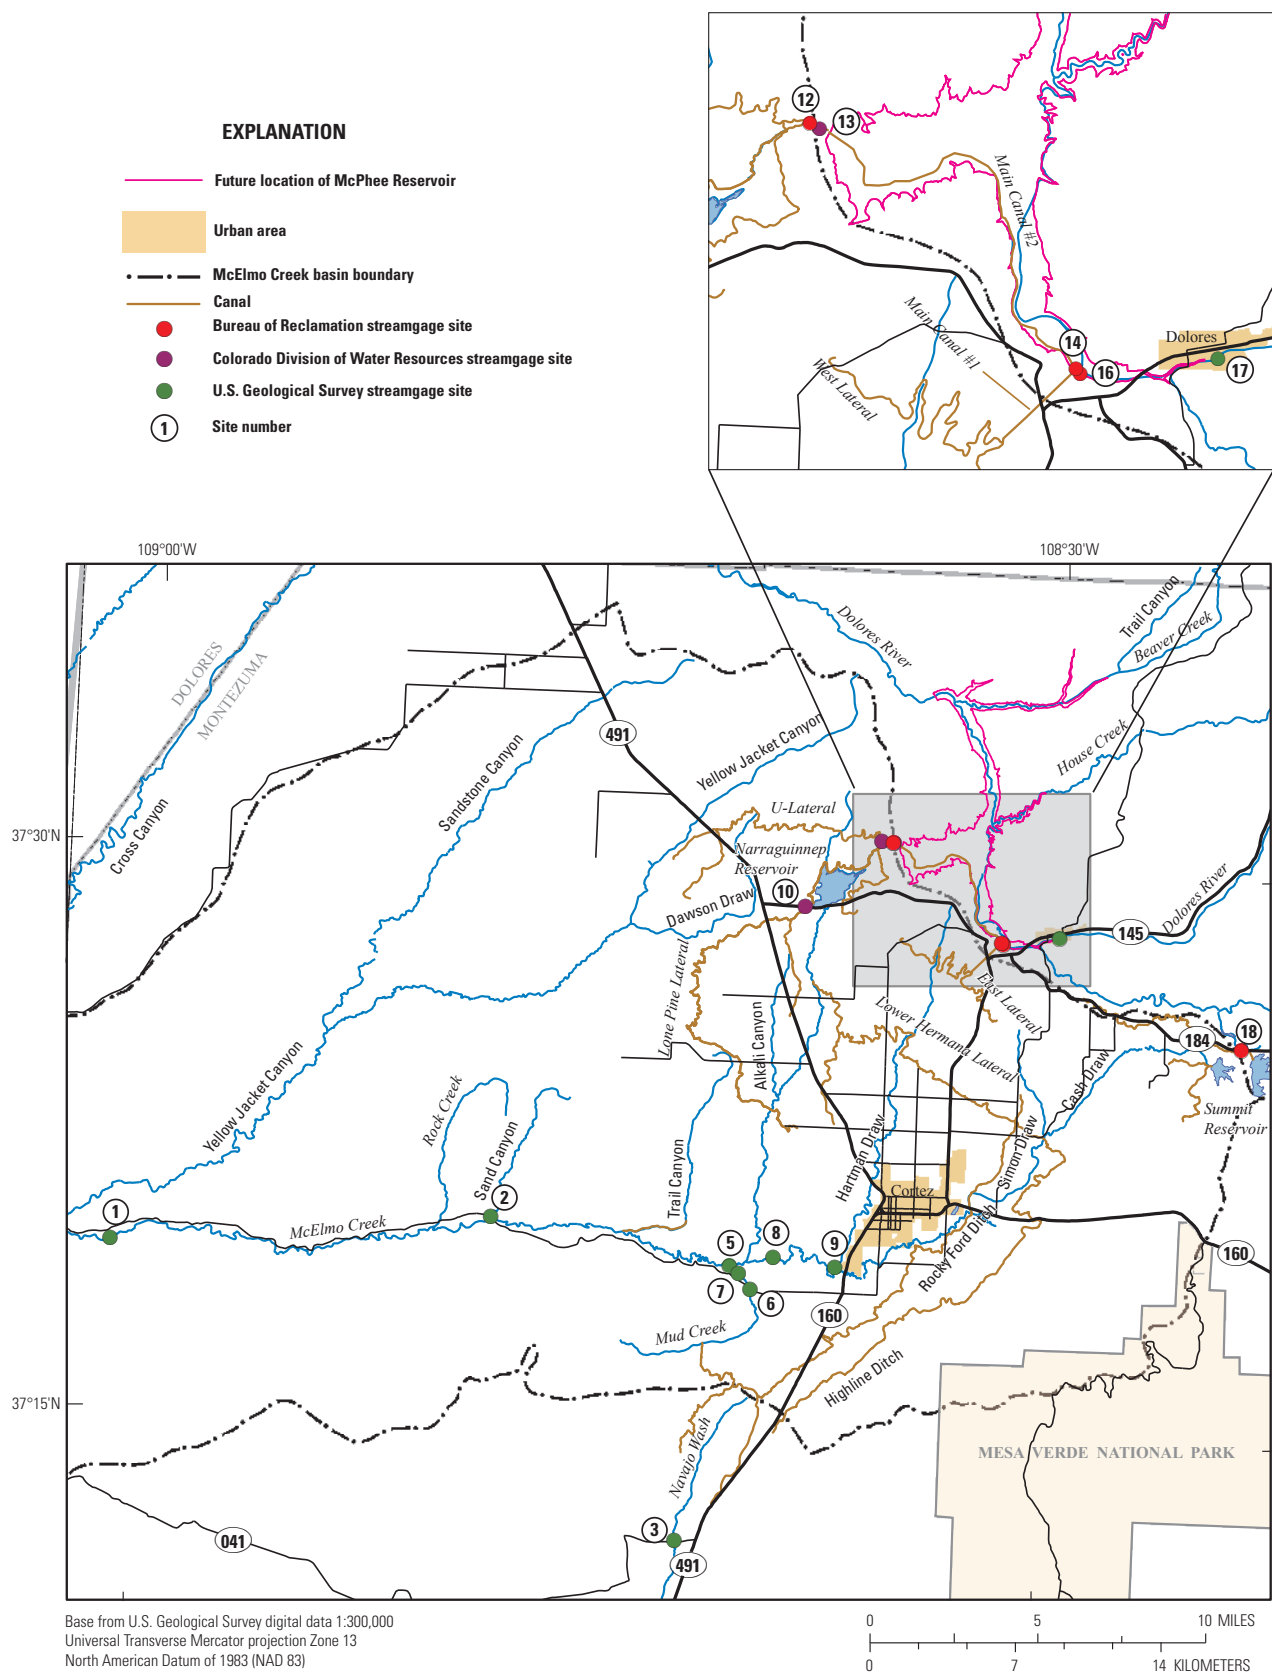 EXPLANATION
Future location of McPhee Reservoir
Urban area
McElmo Creek basin boundary
Canal
Bureau of Reclamation streamgage site
Colorado Division of Water Resources streamgage site
U.S. Geological Survey streamgage site
1
Site number
12
13
Main Canal #2
Main Canal #1
West Lateral
14
16
Dolores
17
109°00'W
108°30'W
DOLORES
MONTEZUMA
Cross Canyon
491
Sandstone Canyon
Dolores River
Trail Canyon
Beaver Creek
House Creek
Yellow Jacket Canyon
U-Lateral
37°30'N
Narraguinnep
Reservoir
10
Dawson Draw
Dolores River
145
Lone Pine Lateral
East Lateral
Lower Hermana Lateral
Alkali Canyon
184
18
Cash Draw
Summit
Reservoir
Yellow Jacket Canyon
Rock Creek
Sand Canyon
Trail Canyon
Hartman Draw
Simon Draw
Cortez
1
2
McElmo Creek
5
8
9
7
6
Rocky Ford Ditch
160
160
Mud Creek
Highline Ditch
37°15'N
Navajo Wash
MESA VERDE NATIONAL PARK
041
3
491
Base from U.S. Geological Survey digital data 1:300,000
Universal Transverse Mercator projection Zone 13
North American Datum of 1983 (NAD 83)
0 5 10 MILES
0 7 14 KILOMETERS